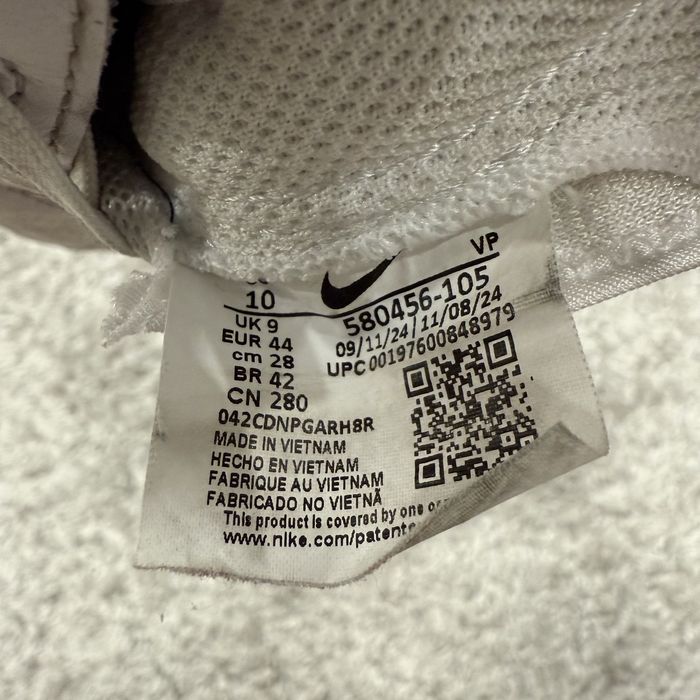 VP
10
580456-105
UK 9
09/11/24/11/08/24
EUR 44
UPC 00197600848979
cm 28
BR 42
CN 280
042CDNPGARH8R
MADE IN VIETNAM
HECHO EN VIETNAM
FABRIQUE AU VIETNAM
FABRICADO NO VIETNÃ
This product is covered by one or
www.nike.com/patents